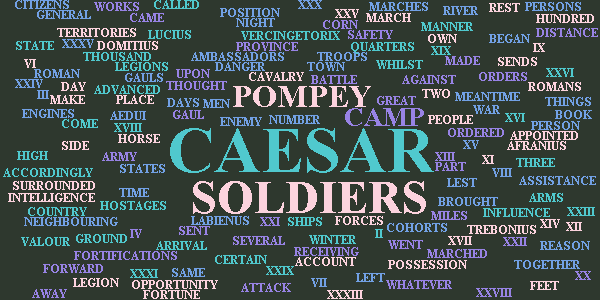 CITIZENS WORKS CALLED XXX MARCHES RIVER REST PERSONS
GENERAL CAME POSITION XXV MARCH HUNDRED
NIGHT CORN MANNER
TERRITORIES LUCIUS VERCINGETORIX SAFETY OWN BEGAN DISTANCE
STATE XXXV DOMITIUS PROVINCE QUARTERS XIX IX
THOUSAND AMBASSADORS TROOPS MADE SENDS
VI LEGIONS DANGER TOWN WHILST
ROMAN GAULS UPON CAVALRY BATTLE AGAINST ORDERS XXVI
XXIV DAY ADVANCED THOUGHT POMPEY TWO ROMANS
III MAKE PLACE DAYS MEN GREAT MEANTIME THINGS
ENGINES AEDUI GAUL CAMP WAR BOOK
COME XVIII ENEMY NUMBER PEOPLE XVI PERSON
HORSE CAESAR ORDERED APPOINTED
SIDE XV AFRANIUS
HIGH ARMY XIII XI THREE
ACCORDINGLY STATES PART VIII
SURROUNDED SOLDIERS LEST ASSISTANCE
INTELLIGENCE TIME BROUGHT ARMS
COUNTRY HOSTAGES MILES INFLUENCE XXIII
NEIGHBOURING LABIENUS XXI SHIPS FORCES COHORTS TREBONIUS XIV XII
VALOUR GROUND IV SENT SEVERAL WINTER II WENT XVII XXII REASON
ARRIVAL RECEIVING MARCHED
FORTIFICATIONS CERTAIN ACCOUNT POSSESSION TOGETHER
FORWARD XXXI SAME XXIX LEFT XX
LEGION OPPORTUNITY ATTACK VII WHATEVER FEET
AWAY FORTUNE XXXIII XXVIII